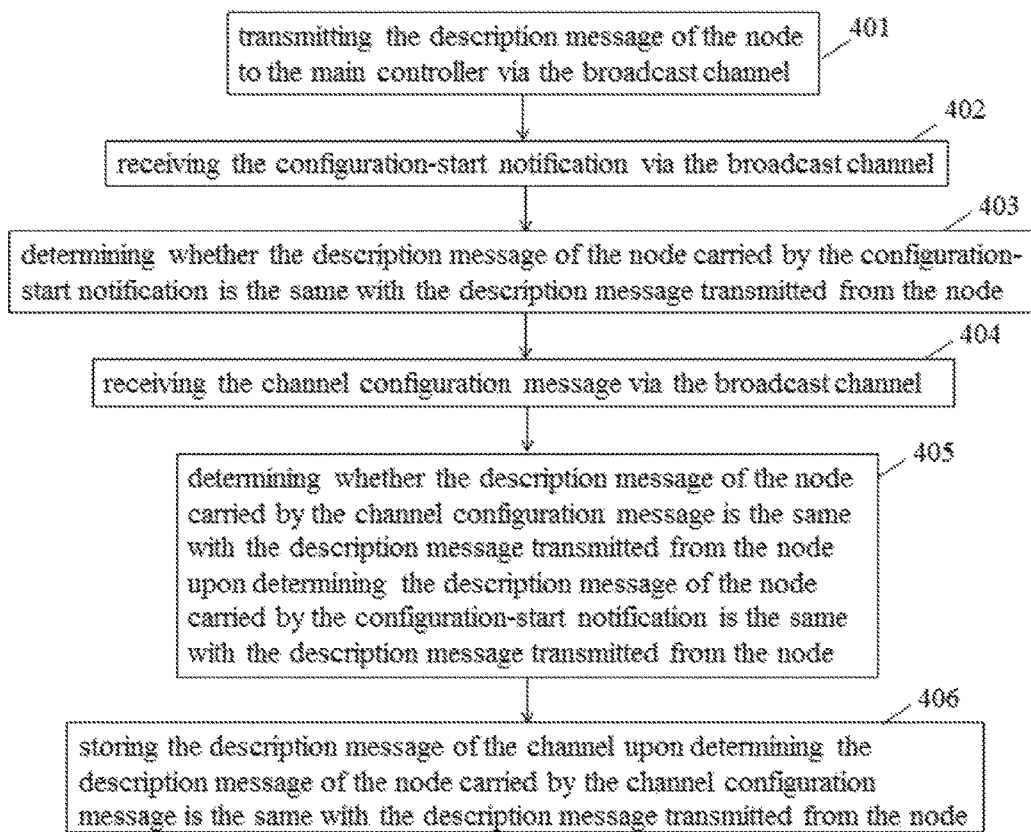 transmitting the description message of the node
to the main controller via the broadcast channel
401
402
receiving the configuration-start notification via the broadcast channel
403
determining whether the description message of the node carried by the configuration-
start notification is the same with the description message transmitted from the node
404
receiving the channel configuration message via the broadcast channel
405
determining whether the description message of the node
carried by the channel configuration message is the same
with the description message transmitted from the node
upon determining the description message of the node
carried by the configuration-start notification is the same
with the description message transmitted from the node
406
storing the description message of the channel upon determining the
description message of the node carried by the channel configuration
message is the same with the description message transmitted from the node